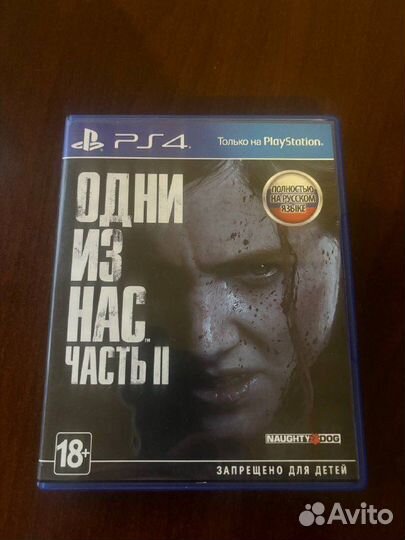 PS4
Только на PlayStation
ПОЛНОСТЬЮ
НА РУССКОМ
ЯЗЫКЕ
ОДНИ
ИЗ
НАС™
ЧАСТЬ II
NAUGHTY DOG
18+
ЗАПРЕЩЕНО ДЛЯ ДЕТЕЙ
Avito